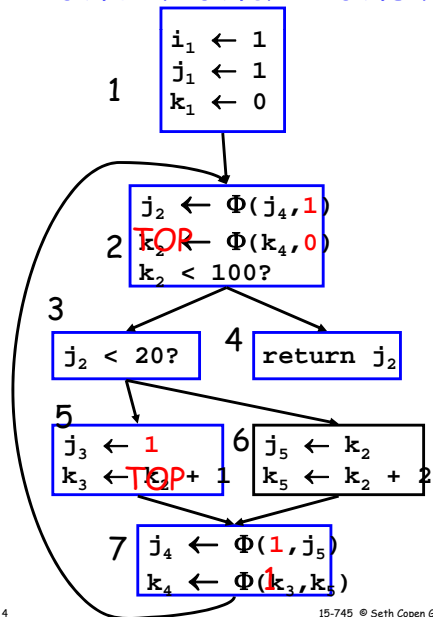 i₁ ← 1
j₁ ← 1
k₁ ← 0
1
j₂ ← Φ(j₄,1)
k₂ ← Φ(k₄,0)
TOP
k₂ < 100?
2
3
j₂ < 20?
4
return j₂
5
j₃ ← 1
k₃ ← k₂ + 1
TOP
6
j₅ ← k₂
k₅ ← k₂ + 2
7
j₄ ← Φ(1,j₅)
k₄ ← Φ(k₃,k₅)
1
4
15-745 © Seth Copen G